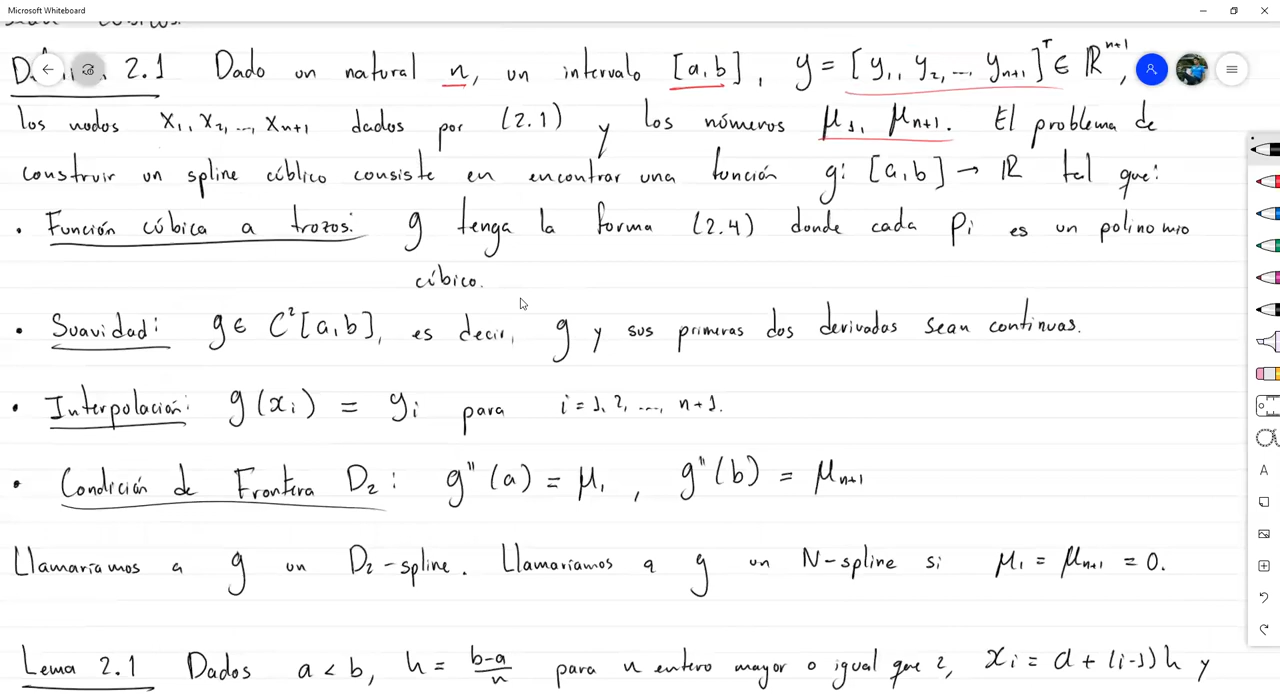 Microsoft Whiteboard
2.1 Dado un natural n, un intervalo [a,b], y = [y₁, y₂, ..., yₙ₊₁]ᵀ ∈ ℝⁿ⁺¹,
los nodos x₁, x₂, ..., xₙ₊₁ dados por (2.1) y los números μ₁, μₙ₊₁. El problema de
construir un spline cúblico consiste en encontrar una función g: [a,b] → ℝ tal que:
• Función cúbica a trozos: g tenga la forma (2.4) donde cada pᵢ es un polinomio
cúbico.
• Suavidad: g ∈ C²[a,b], es decir, g y sus primeras dos derivadas sean continuas.
• Interpolación: g(xᵢ) = yᵢ para i = 1, 2, ..., n+1.
• Condición de Frontera D₂: g''(a) = μ₁, g''(b) = μₙ₊₁
Llamaríamos a g un D₂-spline. Llamaríamos a g un N-spline si μ₁ = μₙ₊₁ = 0.
Lema 2.1 Dados a < b, h = (b-a)/n para n entero mayor o igual que 2, xᵢ = a + (i-1)h y